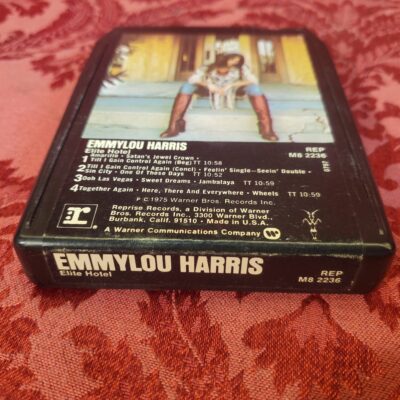 EMMYLOU HARRIS
Elite Hotel
REP
M8 2236
1 Amarillo · Satan's Jewel Crown ·
Till I Gain Control Again (Beg) TT 10:58
2 Till I Gain Control Again (Concl) · Feelin' Single—Seein' Double ·
Sin City · One Of These Days TT 10:52
3 Ooh Las Vegas · Sweet Dreams · Jambalaya TT 10:59
4 Together Again · Here, There And Everywhere · Wheels TT 10:59
P © 1975 Warner Bros. Records Inc.
Reprise Records, a Division of Warner
Bros. Records Inc., 3300 Warner Blvd.,
Burbank, Calif. 91510 · Made in U.S.A.
A Warner Communications Company
EMMYLOU HARRIS
Elite Hotel
REP
M8 2236